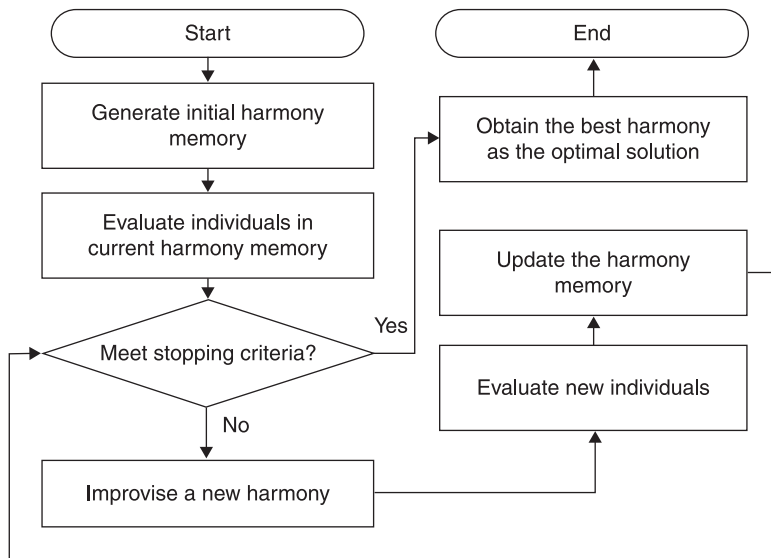 Start
Generate initial harmony
memory
Evaluate individuals in
current harmony memory
Meet stopping criteria?
Yes
No
Improvise a new harmony
End
Obtain the best harmony
as the optimal solution
Update the harmony
memory
Evaluate new individuals